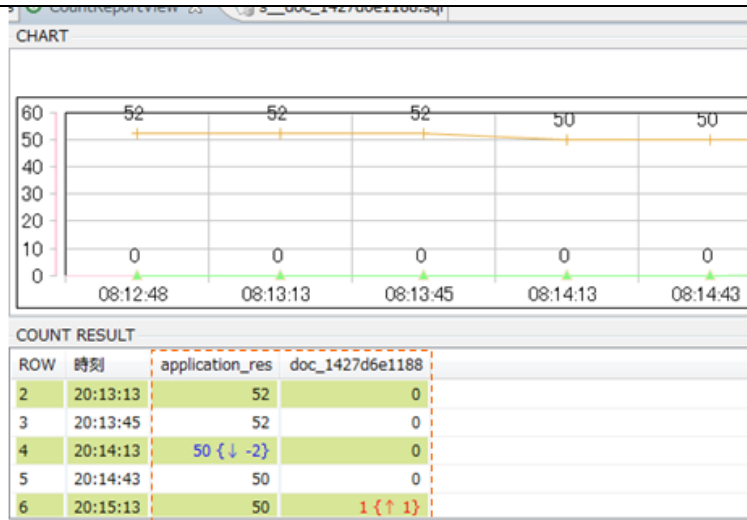 CountReportView s__doc_1427d6e1188.sql
CHART
60 52 52 52 50 50
50
40
30
20
10 0 0 0 0 0
0
08:12:48 08:13:13 08:13:45 08:14:13 08:14:43
COUNT RESULT
ROW 時刻 application_res doc_1427d6e1188
2 20:13:13 52 0
3 20:13:45 52 0
4 20:14:13 50 {↓ -2} 0
5 20:14:43 50 0
6 20:15:13 50 1 {↑ 1}